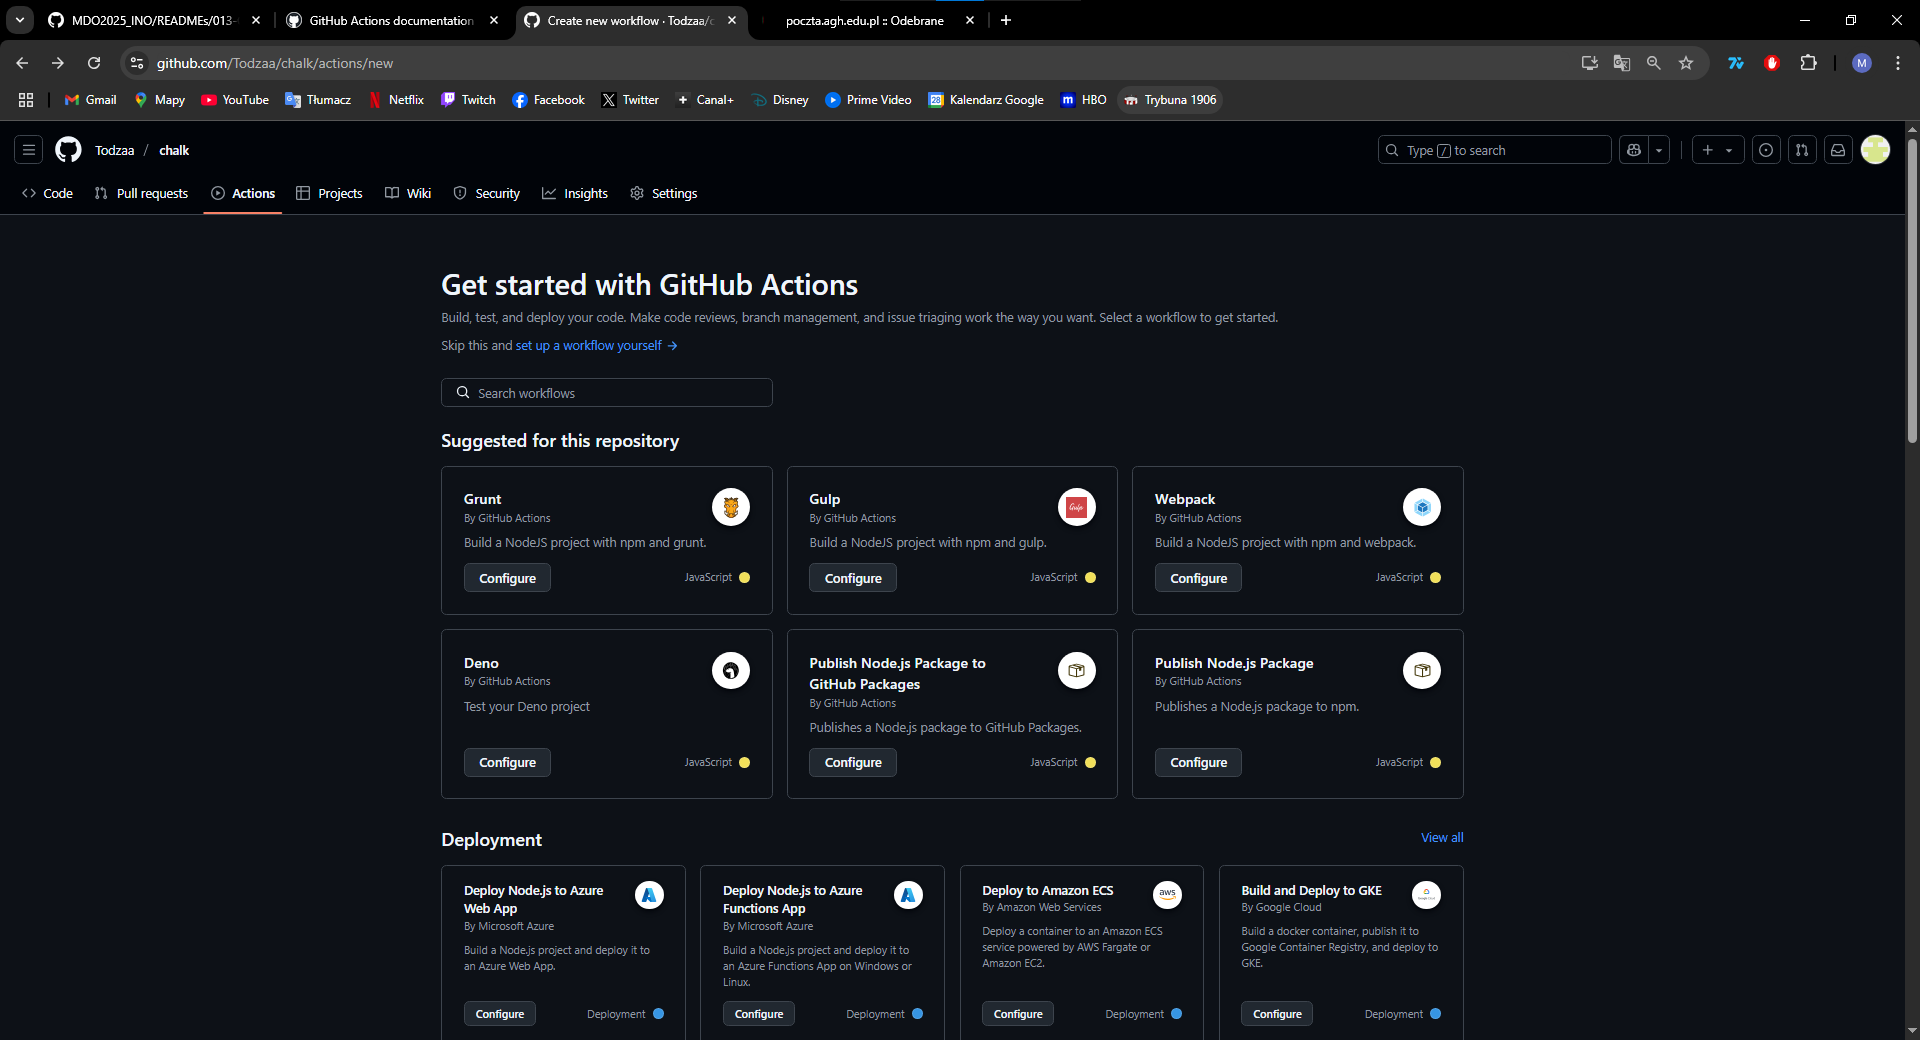 MDO2025_INO/READMEs/013-
GitHub Actions documentation
Create new workflow · Todzaa/c
poczta.agh.edu.pl :: Odebrane
github.com/Todzaa/chalk/actions/new
M
Gmail
Mapy
YouTube
Tłumacz
Netflix
Twitch
Facebook
Twitter
Canal+
Disney
Prime Video
28
Kalendarz Google
m
HBO
Trybuna 1906
Todzaa / chalk
Type / to search
Code
Pull requests
Actions
Projects
Wiki
Security
Insights
Settings
Get started with GitHub Actions
Build, test, and deploy your code. Make code reviews, branch management, and issue triaging work the way you want. Select a workflow to get started.
Skip this and set up a workflow yourself →
Search workflows
Suggested for this repository
Grunt
By GitHub Actions
Build a NodeJS project with npm and grunt.
Configure
JavaScript
Gulp
Gulp
By GitHub Actions
Build a NodeJS project with npm and gulp.
Configure
JavaScript
Webpack
By GitHub Actions
Build a NodeJS project with npm and webpack.
Configure
JavaScript
Deno
By GitHub Actions
Test your Deno project
Configure
JavaScript
Publish Node.js Package to
GitHub Packages
By GitHub Actions
Publishes a Node.js package to GitHub Packages.
Configure
JavaScript
Publish Node.js Package
By GitHub Actions
Publishes a Node.js package to npm.
Configure
JavaScript
Deployment
View all
Deploy Node.js to Azure
Web App
By Microsoft Azure
Build a Node.js project and deploy it to
an Azure Web App.
Configure
Deployment
Deploy Node.js to Azure
Functions App
By Microsoft Azure
Build a Node.js project and deploy it to
an Azure Functions App on Windows or
Linux.
Configure
Deployment
Deploy to Amazon ECS
aws
By Amazon Web Services
Deploy a container to an Amazon ECS
service powered by AWS Fargate or
Amazon EC2.
Configure
Deployment
Build and Deploy to GKE
By Google Cloud
Build a docker container, publish it to
Google Container Registry, and deploy to
GKE.
Configure
Deployment